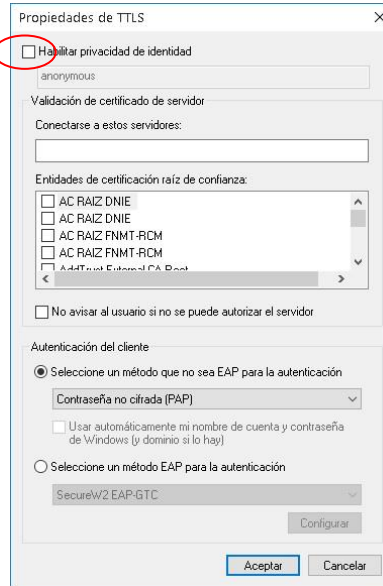 Propiedades de TTLS
Habilitar privacidad de identidad
anonymous
Validación de certificado de servidor
Conectarse a estos servidores:
Entidades de certificación raíz de confianza:
AC RAIZ DNIE
AC RAIZ DNIE
AC RAIZ FNMT-RCM
AC RAIZ FNMT-RCM
AddTrust External CA Root
No avisar al usuario si no se puede autorizar el servidor
Autenticación del cliente
Seleccione un método que no sea EAP para la autenticación
Contraseña no cifrada (PAP)
Usar automáticamente mi nombre de cuenta y contraseña
de Windows (y dominio si lo hay)
Seleccione un método EAP para la autenticación
SecureW2 EAP-GTC
Configurar
Aceptar
Cancelar